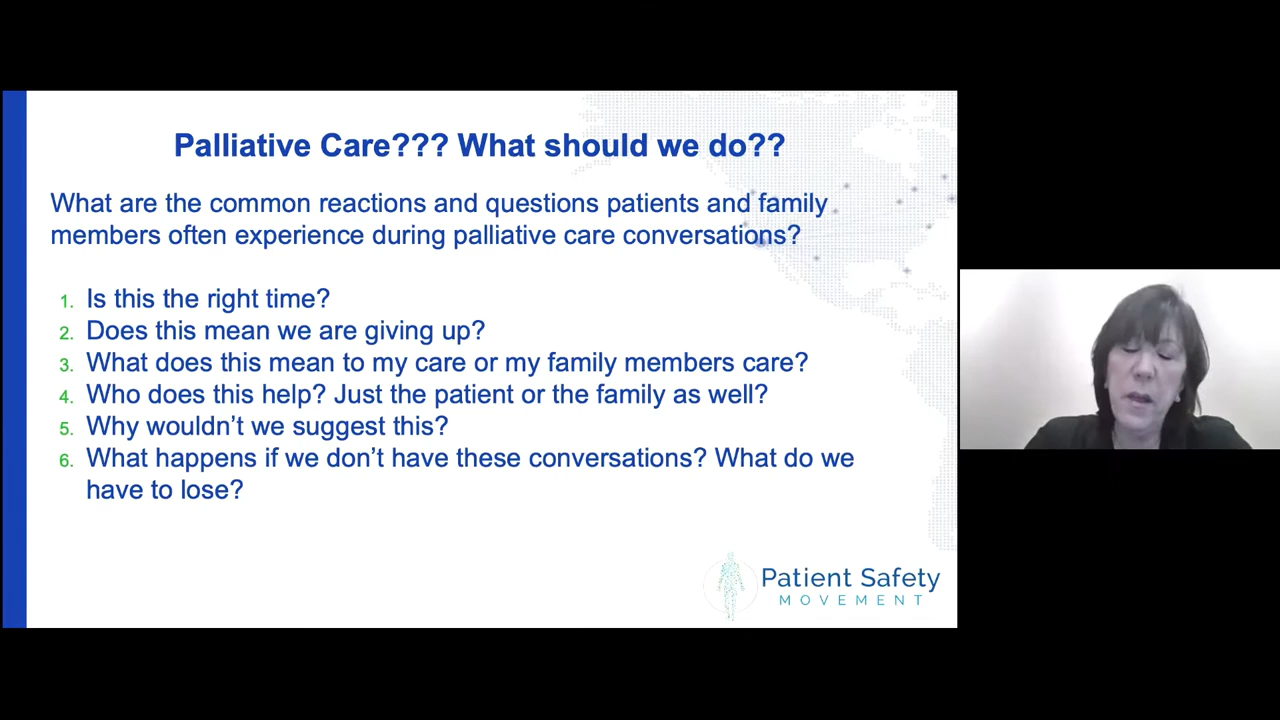 Palliative Care??? What should we do??
What are the common reactions and questions patients and family
members often experience during palliative care conversations?
1. Is this the right time?
2. Does this mean we are giving up?
3. What does this mean to my care or my family members care?
4. Who does this help? Just the patient or the family as well?
5. Why wouldn’t we suggest this?
6. What happens if we don’t have these conversations? What do we
have to lose?
Patient Safety
MOVEMENT